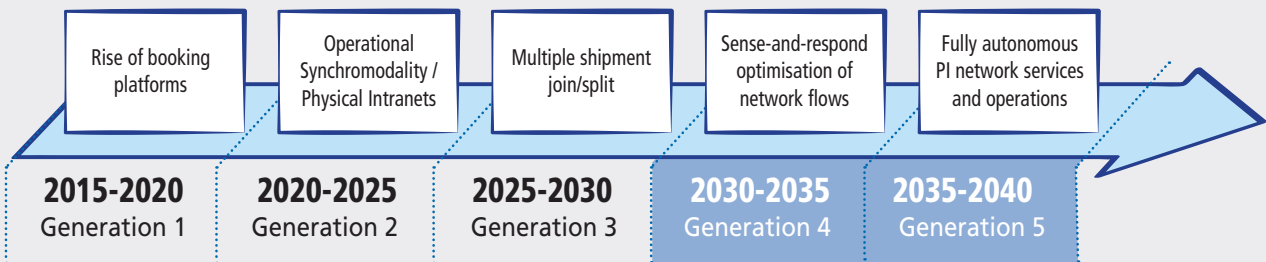 Rise of booking
platforms
Operational
Synchromodality /
Physical Intranets
Multiple shipment
join/split
Sense-and-respond
optimisation of
network flows
Fully autonomous
PI network services
and operations
2015-2020
Generation 1
2020-2025
Generation 2
2025-2030
Generation 3
2030-2035
Generation 4
2035-2040
Generation 5